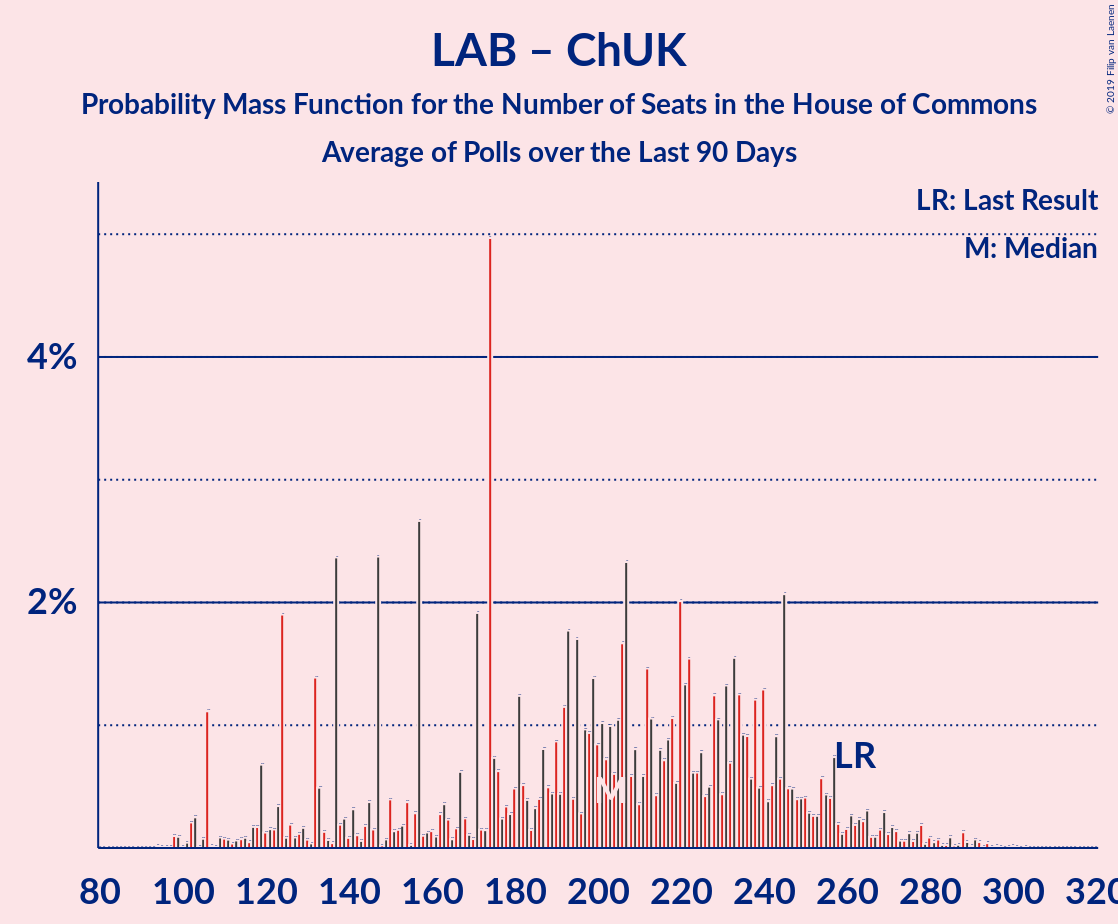 LAB – ChUK
Probability Mass Function for the Number of Seats in the House of Commons
Average of Polls over the Last 90 Days
© 2019 Filip van Laenen
LR: Last Result
M: Median
4%
2%
LR
M
80 100 120 140 160 180 200 220 240 260 280 300 320